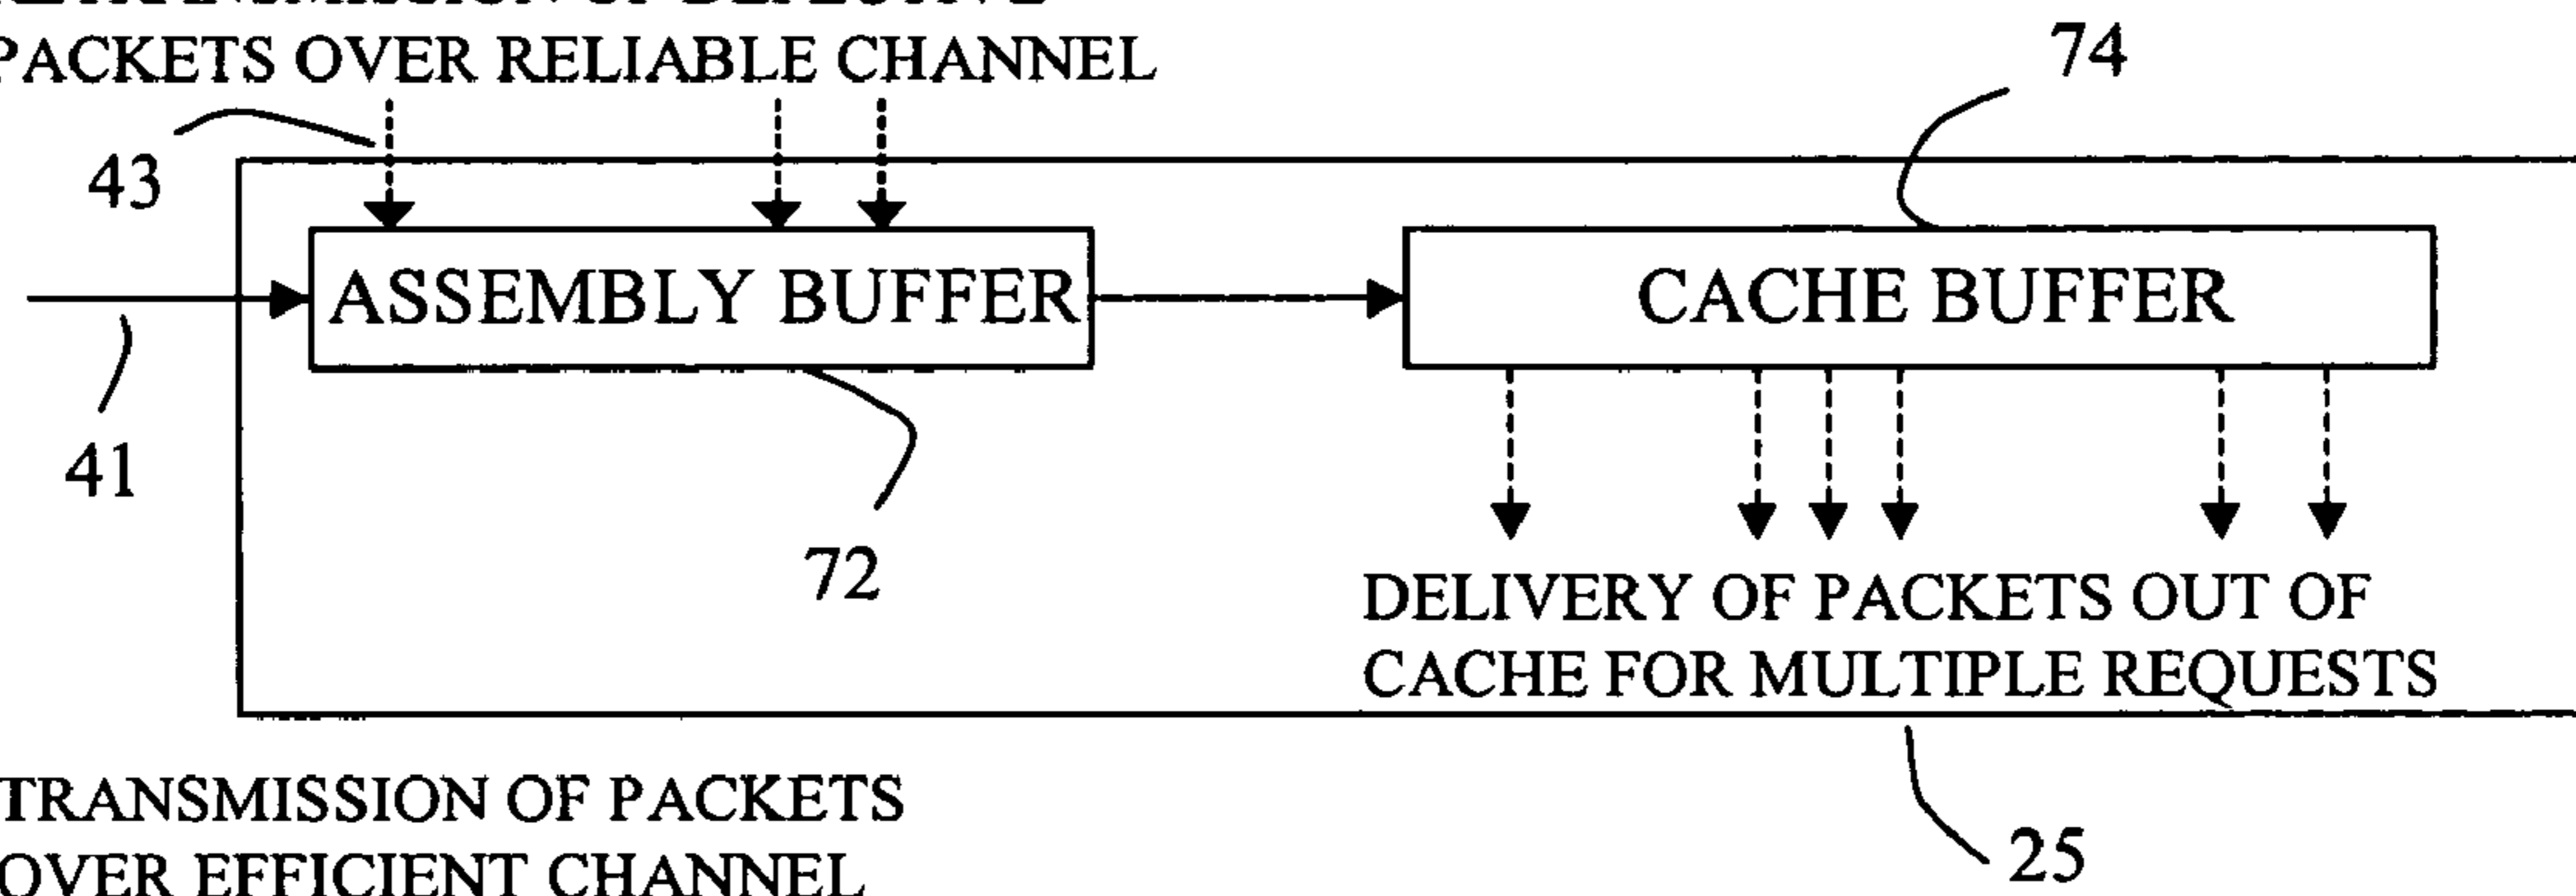 PACKETS OVER RELIABLE CHANNEL
74
43
ASSEMBLY BUFFER
CACHE BUFFER
41
72
DELIVERY OF PACKETS OUT OF
CACHE FOR MULTIPLE REQUESTS
TRANSMISSION OF PACKETS
OVER EFFICIENT CHANNEL
25